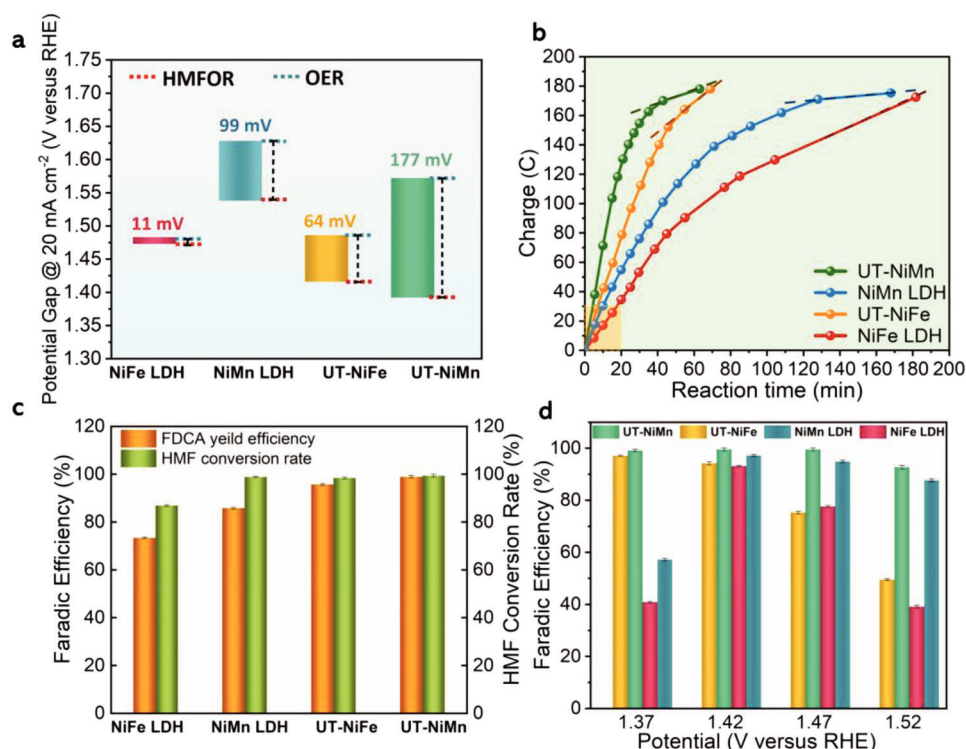 a
Potential Gap @ 20 mA cm⁻² (V versus RHE)
1.75
1.70
1.65
1.60
1.55
1.50
1.45
1.40
1.35
1.30
HMFOR
OER
11 mV
99 mV
64 mV
177 mV
NiFe LDH
NiMn LDH
UT-NiFe
UT-NiMn
b
Charge (C)
200
180
160
140
120
100
80
60
40
20
0
UT-NiMn
NiMn LDH
UT-NiFe
NiFe LDH
0 20 40 60 80 100 120 140 160 180 200
Reaction time (min)
c
Faradic Efficiency (%)
120
100
80
60
40
20
0
FDCA yeild efficiency
HMF conversion rate
120
100
80
60
40
20
0
HMF Conversion Rate (%)
NiFe LDH
NiMn LDH
UT-NiFe
UT-NiMn
d
Faradic Efficiency (%)
100
80
60
40
20
0
UT-NiMn
UT-NiFe
NiMn LDH
NiFe LDH
1.37
1.42
1.47
1.52
Potential (V versus RHE)